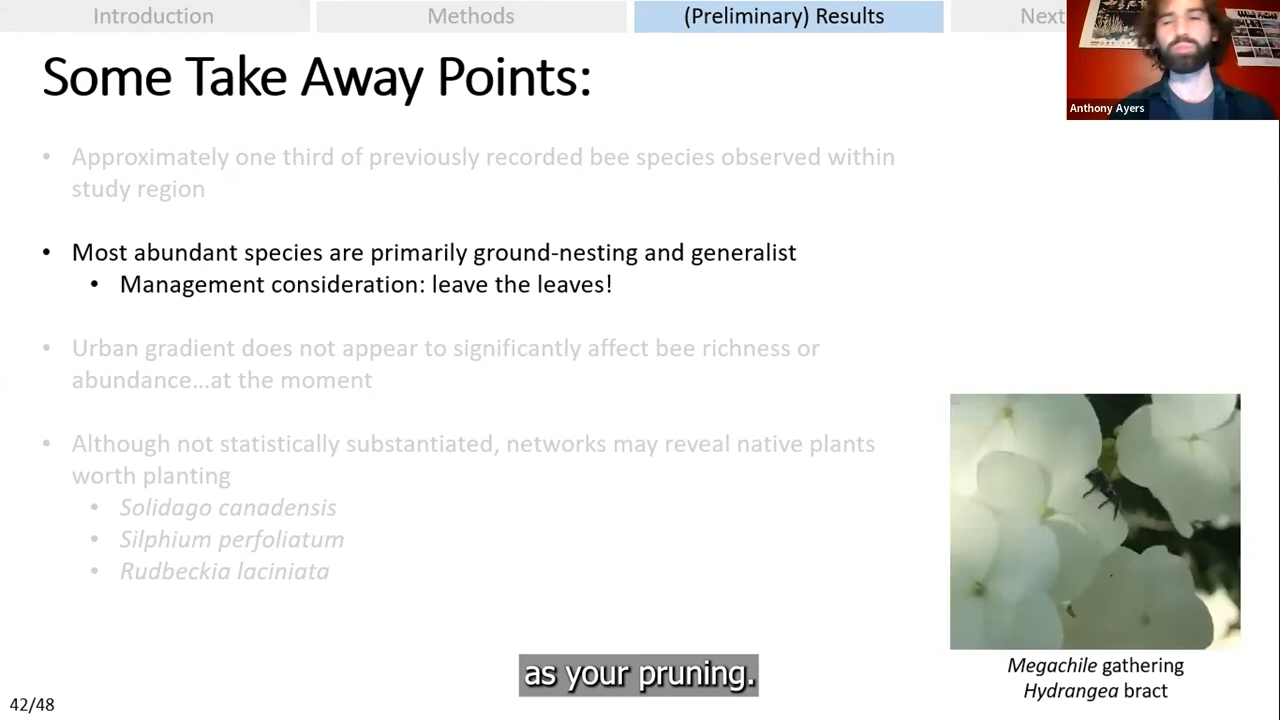 Introduction
Methods
(Preliminary) Results
Next
Anthony Ayers
Some Take Away Points:
• Approximately one third of previously recorded bee species observed within
study region
• Most abundant species are primarily ground-nesting and generalist
• Management consideration: leave the leaves!
• Urban gradient does not appear to significantly affect bee richness or
abundance...at the moment
• Although not statistically substantiated, networks may reveal native plants
worth planting
• Solidago canadensis
• Silphium perfoliatum
• Rudbeckia laciniata
Megachile gathering
Hydrangea bract
as your pruning.
42/48